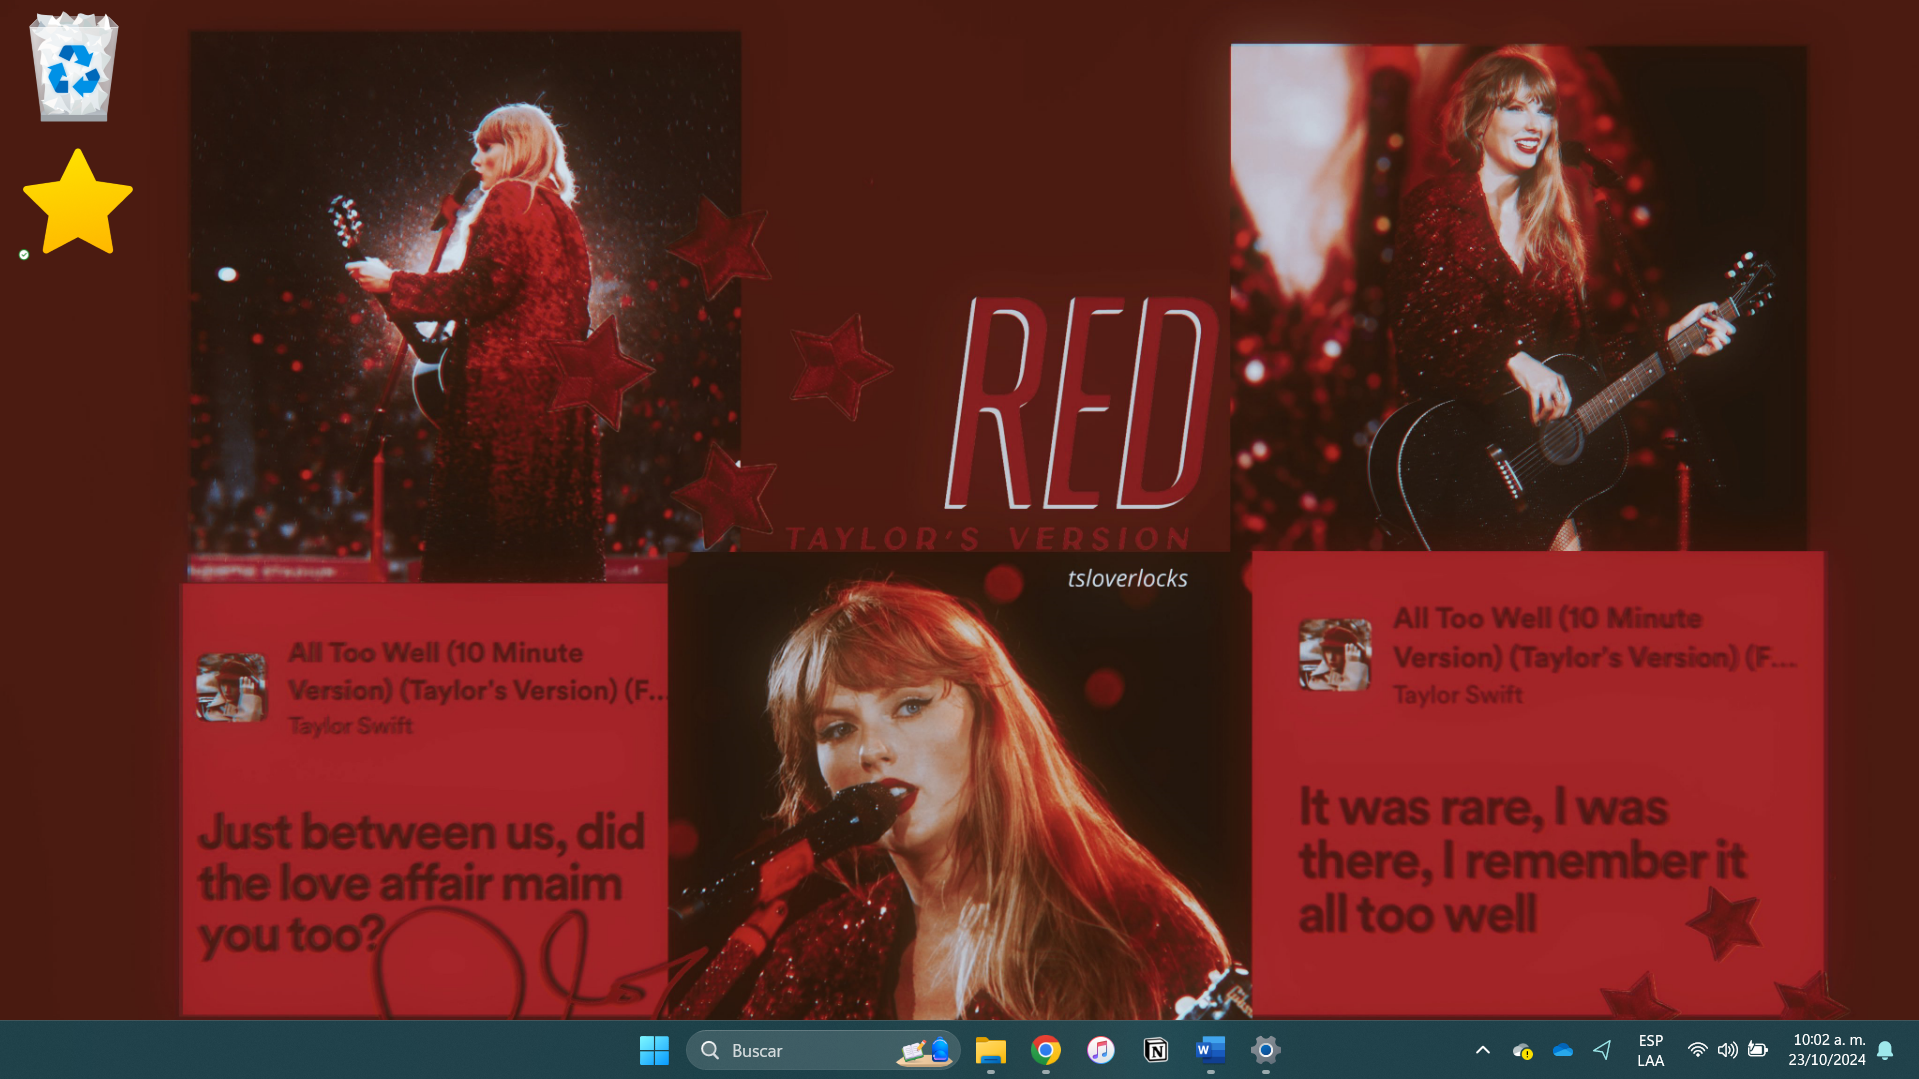 RED
TAYLOR'S VERSION
tsloverlocks
All Too Well (10 Minute
Version) (Taylor's Version) (F...
Taylor Swift
Just between us, did
the love affair maim
you too?
All Too Well (10 Minute
Version) (Taylor's Version) (F...
Taylor Swift
It was rare, I was
there, I remember it
all too well
Buscar
W
ESP
LAA
10:02 a. m.
23/10/2024